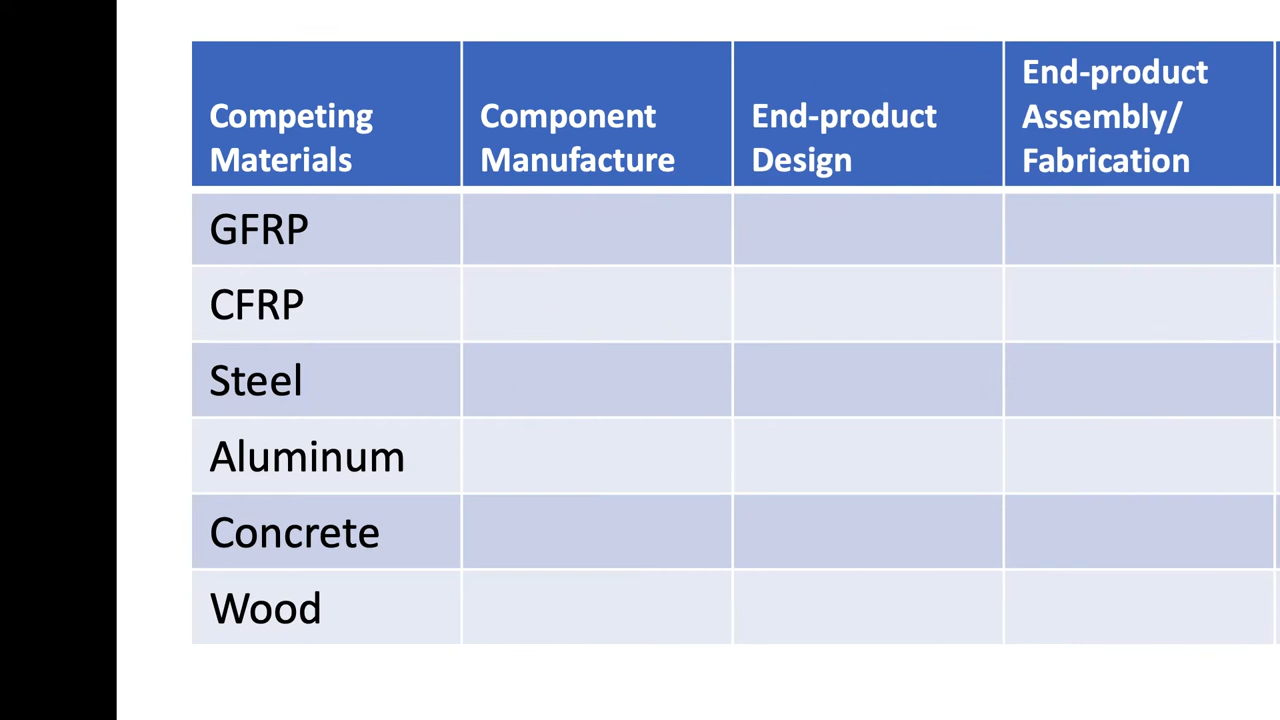 Competing
Materials
Component
Manufacture
End-product
Design
End-product
Assembly/
Fabrication
GFRP
CFRP
Steel
Aluminum
Concrete
Wood